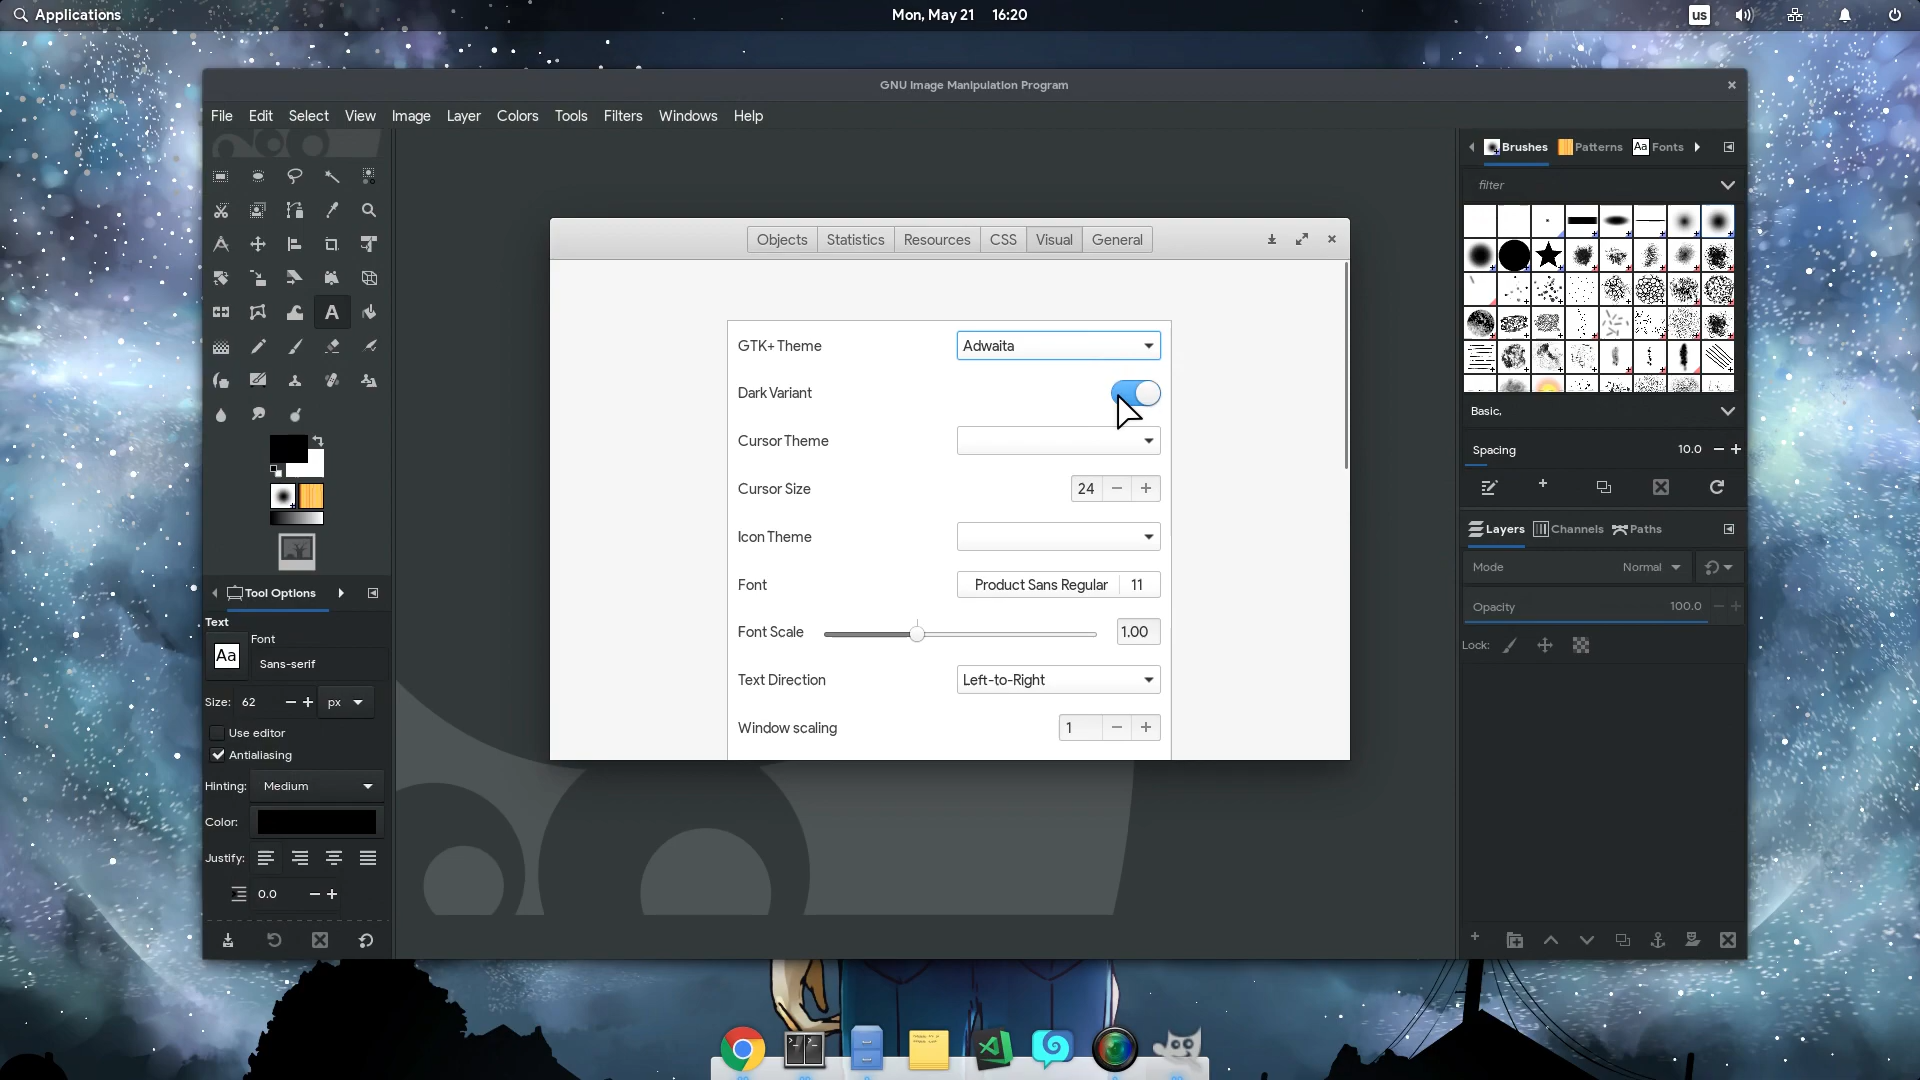 Applications
Mon, May 21 16:20
us
GNU Image Manipulation Program
File Edit Select View Image Layer Colors Tools Filters Windows Help
Brushes Patterns Aa Fonts
filter
Objects Statistics Resources CSS Visual General
GTK+ Theme Adwaita
Dark Variant
Cursor Theme
Cursor Size 24
Icon Theme
Font Product Sans Regular 11
Font Scale 1.00
Text Direction Left-to-Right
Window scaling 1
A
Tool Options
Text
Aa Font
Sans-serif
Size: 62 px
Use editor
Antialiasing
Hinting: Medium
Color:
Justify:
0.0
Basic,
Spacing 10.0
Layers Channels Paths
Mode Normal
Opacity 100.0
Lock: